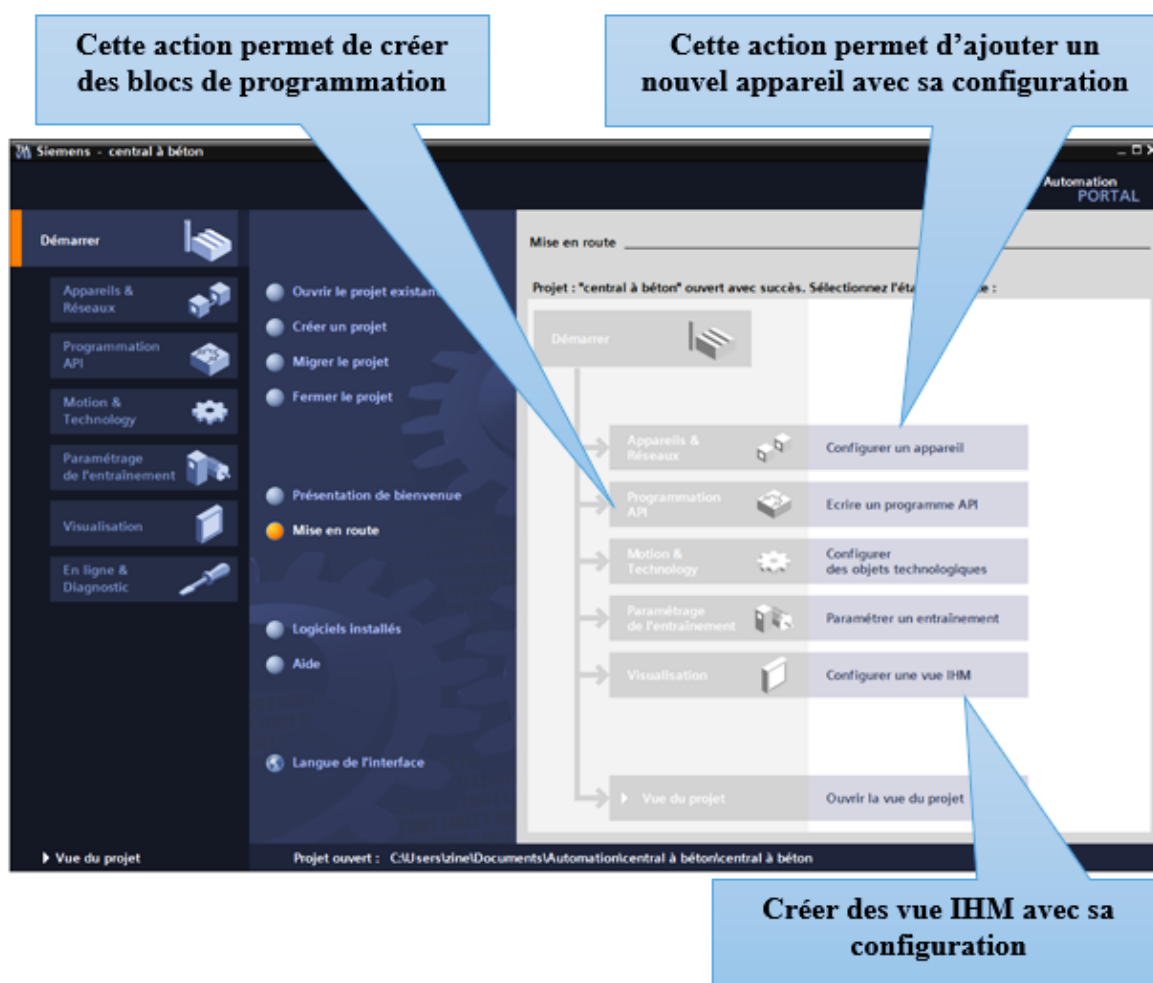 Cette action permet de créer
des blocs de programmation
Cette action permet d'ajouter un
nouvel appareil avec sa configuration
Siemens - central à béton
Automation
PORTAL
Démarrer
Appareils &
Réseaux
Programmation
API
Motion &
Technology
Paramétrage
de l'entraînement
Visualisation
En ligne &
Diagnostic
Vue du projet
Ouvrir le projet existant
Créer un projet
Migrer le projet
Fermer le projet
Présentation de bienvenue
Mise en route
Logiciels installés
Aide
Langue de l'interface
Mise en route
Projet : "central à béton" ouvert avec succès. Sélectionnez :
Démarrer
Appareils &
Réseaux
Configurer un appareil
Programmation
API
Ecrire un programme API
Motion &
Technology
Configurer
des objets technologiques
Paramétrage
de l'entraînement
Paramétrer un entraînement
Visualisation
Configurer une vue IHM
Vue du projet
Ouvrir la vue du projet
Projet ouvert : C:\Users\zine\Documents\Automation\central à béton\central à béton
Créer des vue IHM avec sa
configuration